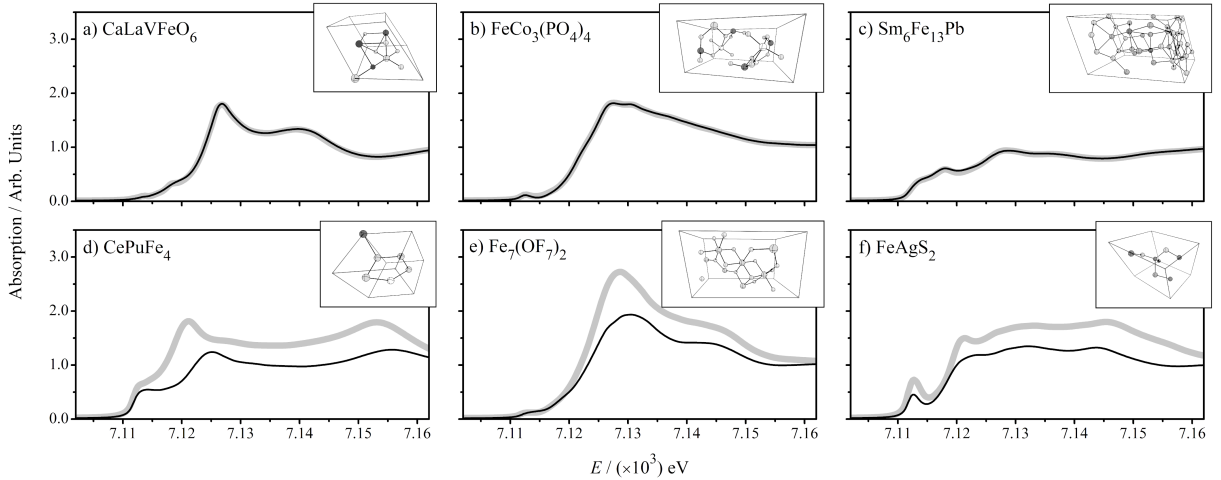 a) CaLaVFeO₆
b) FeCo₃(PO₄)₄
c) Sm₆Fe₁₃Pb
3.0
2.0
1.0
0.0
d) CePuFe₄
e) Fe₇(OF₇)₂
f) FeAgS₂
3.0
2.0
1.0
0.0
Absorption / Arb. Units
7.11 7.12 7.13 7.14 7.15 7.16
7.11 7.12 7.13 7.14 7.15 7.16
7.11 7.12 7.13 7.14 7.15 7.16
E / (×10³) eV